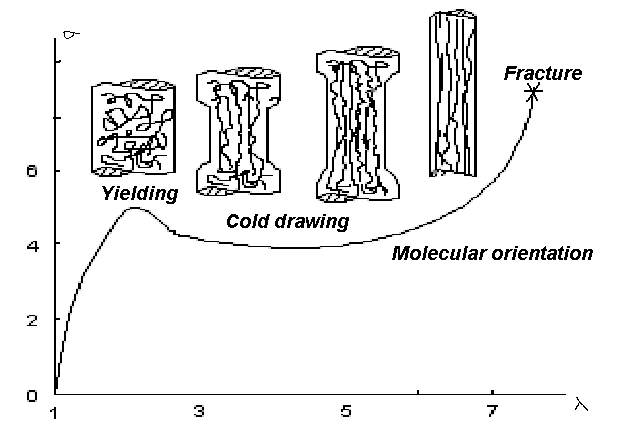 σ
Fracture
Yielding
Cold drawing
Molecular orientation
6
4
2
0
1
3
5
7
λ